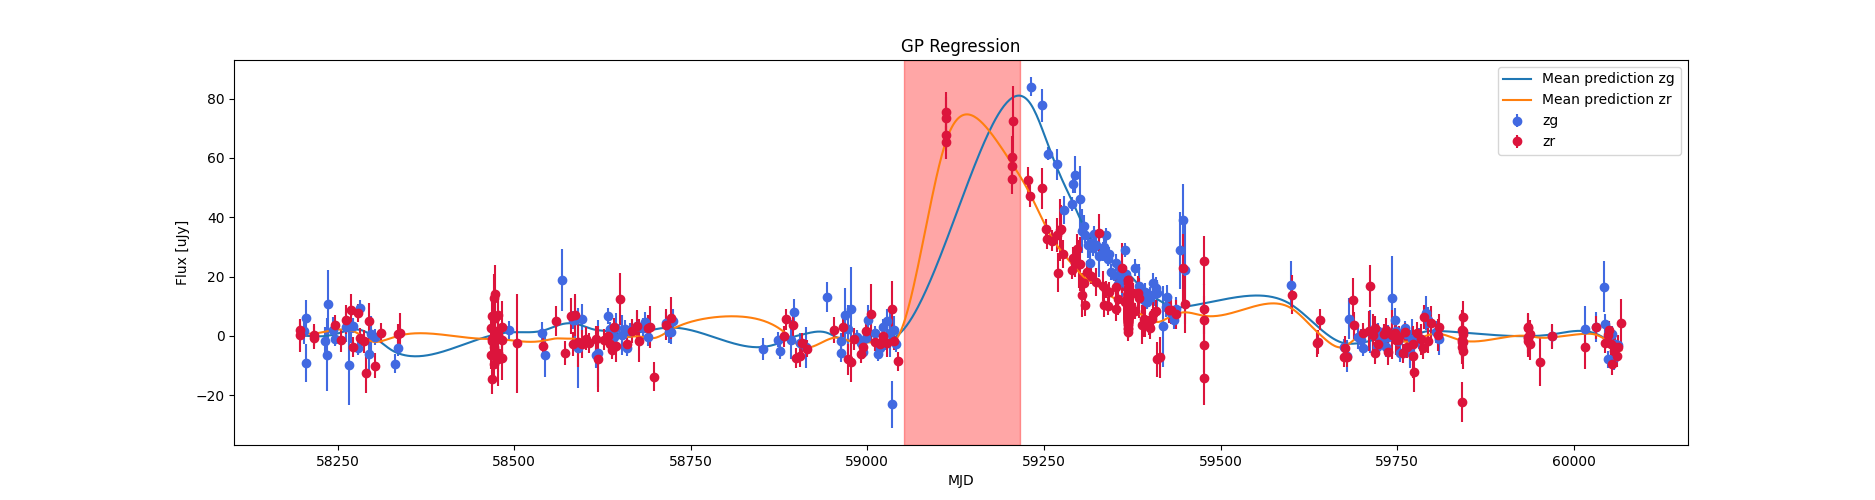 GP Regression
Flux [uJy]
80
60
40
20
0
−20
Mean prediction zg
Mean prediction zr
zg
zr
58250
58500
58750
59000
59250
59500
59750
60000
MJD